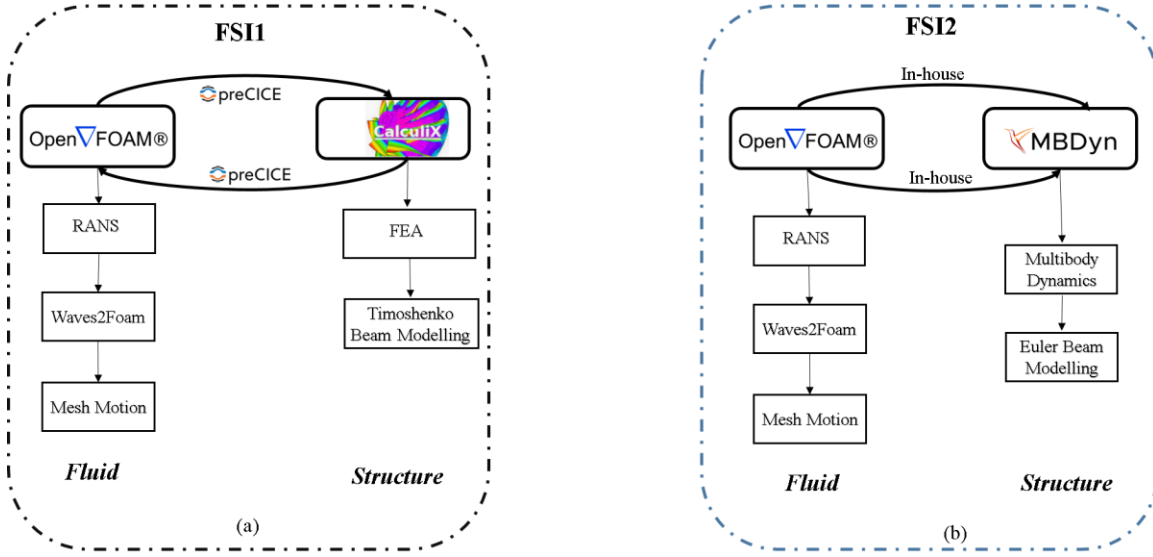 FSI1
preCICE
OpenFOAM®
CalculiX
preCICE
RANS
FEA
Waves2Foam
Timoshenko
Beam Modelling
Mesh Motion
Fluid
Structure
(a)
FSI2
In-house
OpenFOAM®
MBDyn
In-house
RANS
Multibody
Dynamics
Waves2Foam
Euler Beam
Modelling
Mesh Motion
Fluid
Structure
(b)